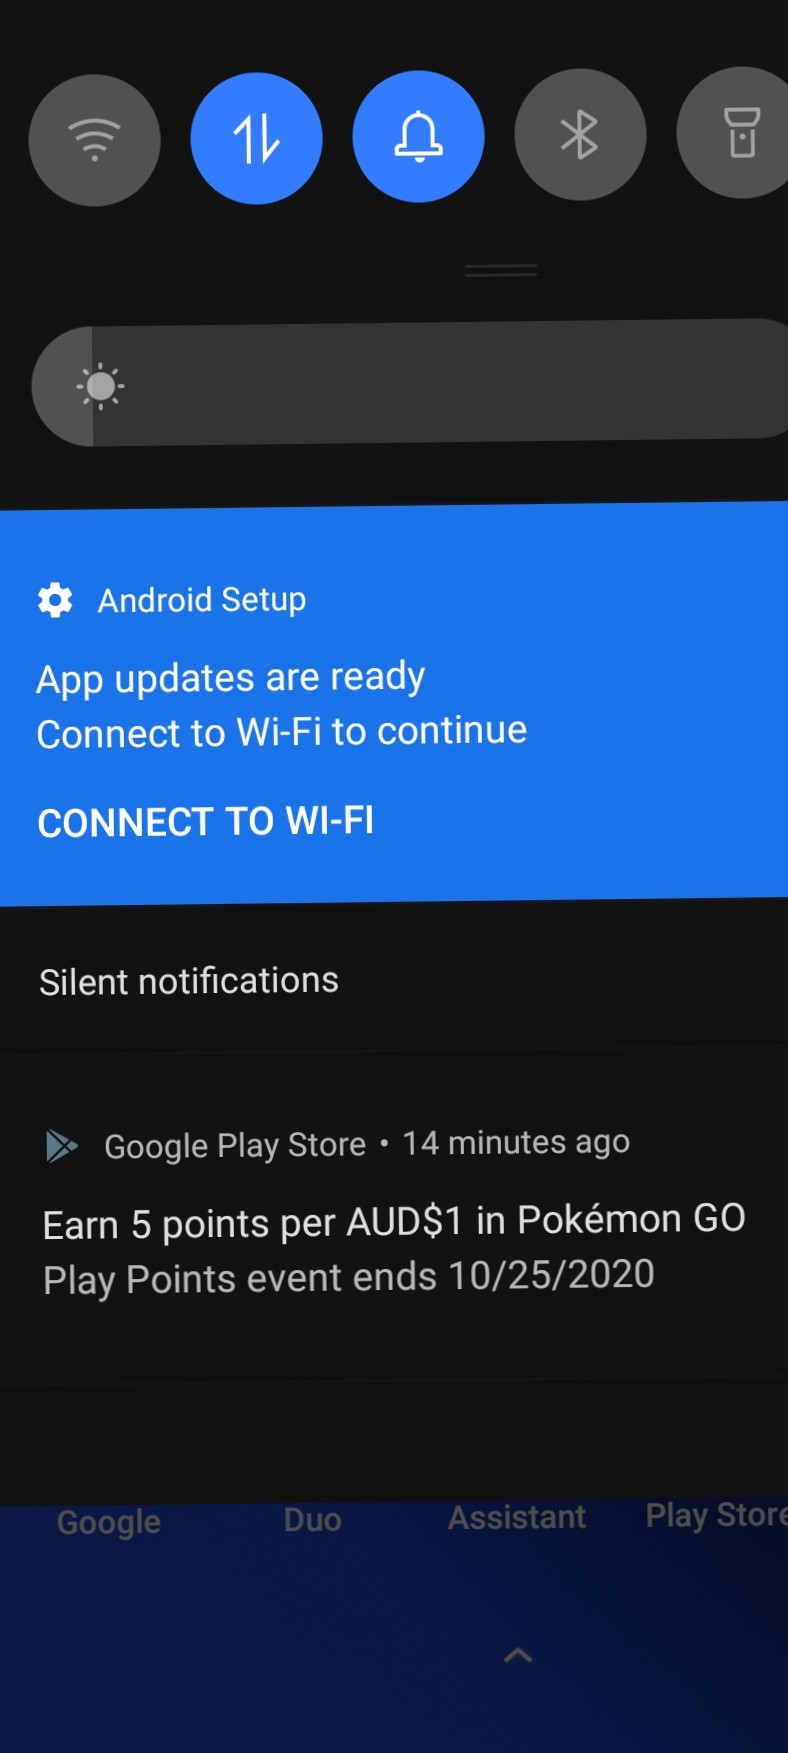 Android Setup
App updates are ready
Connect to Wi-Fi to continue
CONNECT TO WI-FI
Silent notifications
Google Play Store • 14 minutes ago
Earn 5 points per AUD$1 in Pokémon GO
Play Points event ends 10/25/2020
Google Duo Assistant Play Store